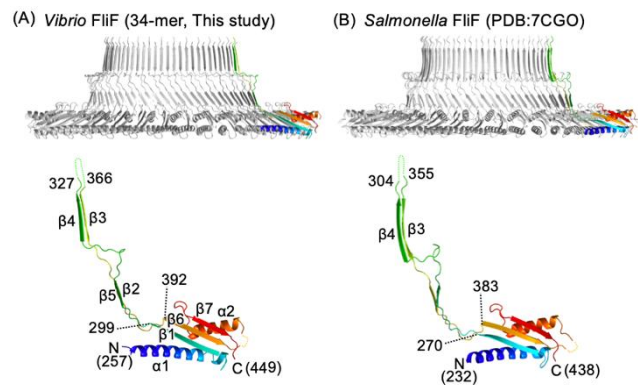 (A) Vibrio FliF (34-mer, This study)
(B) Salmonella FliF (PDB:7CGO)
327 366
β4 β3
β5 β2
392
299
β6 β7 α2
β1
N
(257)
α1
C (449)
304 355
β4 β3
383
270
N
(232)
C (438)